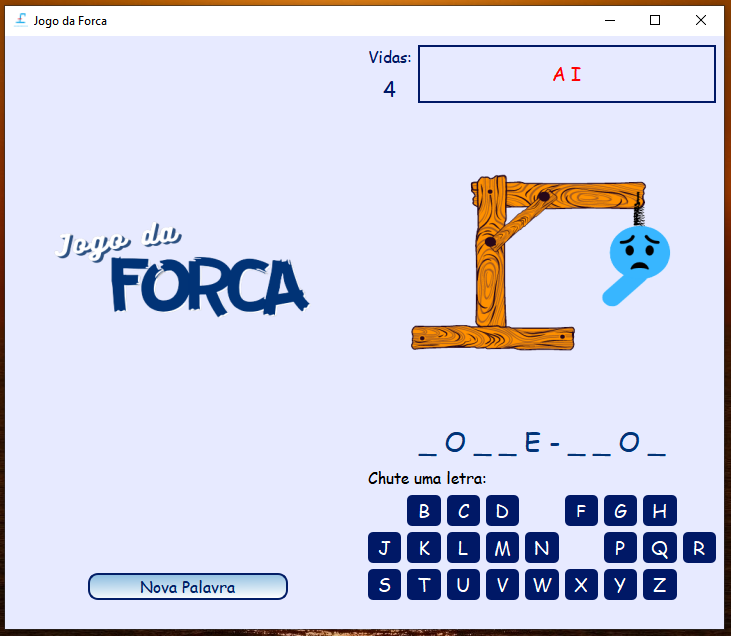 Jogo da Forca
Vidas:
4
A I
Jogo da
FORCA
_ O _ _ E - _ _ O _
Chute uma letra:
B C D F G H
J K L M N P Q R
S T U V W X Y Z
Nova Palavra